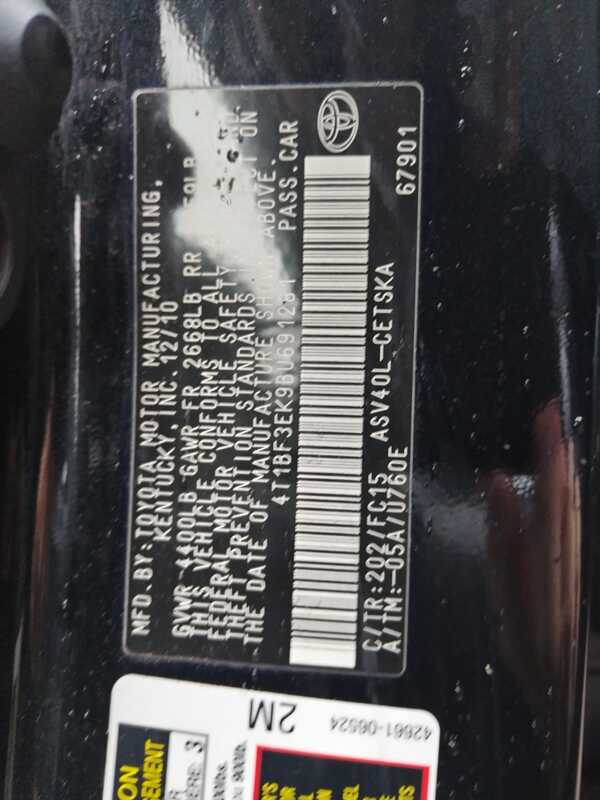 MFD BY: TOYOTA MOTOR MANUFACTURING,
KENTUCKY, INC. 12/10
GVWR 4400LB GAWR FR 2668LB RR
THIS VEHICLE CONFORMS TO ALL
FEDERAL MOTOR VEHICLE SAFETY
THEFT PREVENTION STANDARDS ON
THE DATE OF MANUFACTURE ABOVE.
PASS.CAR
C/TR:202/FC15 ASV40L-CETSKA
A/TM:-05A/U760E
67901
2M
42661-06524